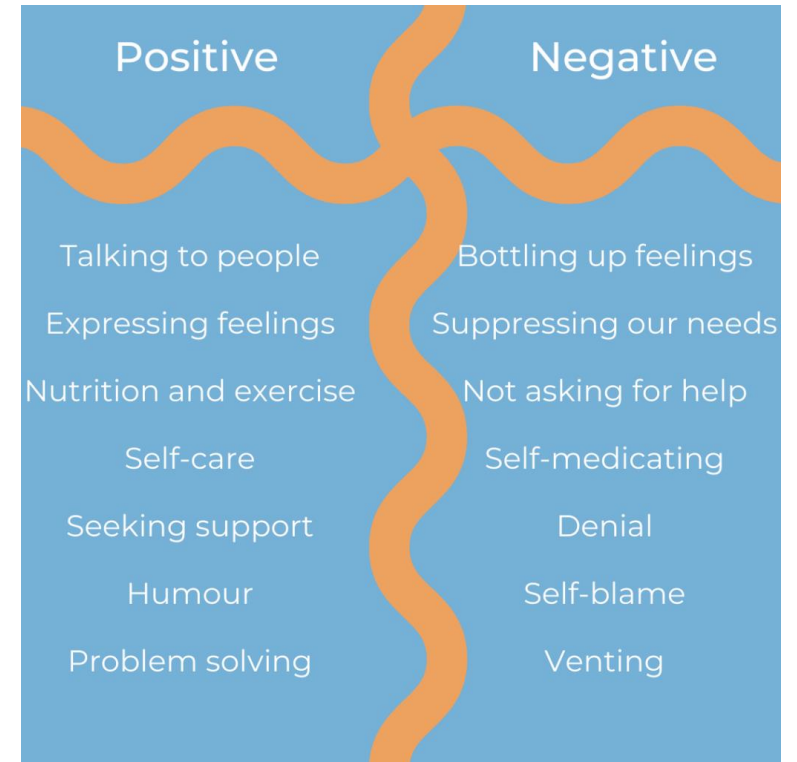 Positive
Negative
Talking to people
Expressing feelings
Nutrition and exercise
Self-care
Seeking support
Humour
Problem solving
Bottling up feelings
Suppressing our needs
Not asking for help
Self-medicating
Denial
Self-blame
Venting